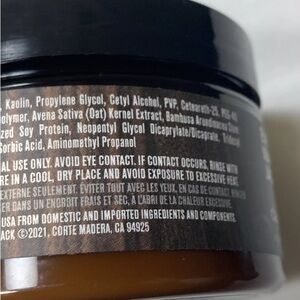 Kaolin, Propylene Glycol, Cetyl Alcohol, PVP, Ceteareth-25, PEG-40
olymer, Avena Sativa (Oat) Kernel Extract, Bambusa Arundinacea
zed Soy Protein, Neopentyl Glycol Dicaprylate/Dicaprate,
Sorbic Acid, Aminomethyl Propanol
AL USE ONLY. AVOID EYE CONTACT. IF CONTACT OCCURS, RINSE WITH
RE IN A COOL, DRY PLACE AND AVOID EXPOSURE TO EXCESSIVE HEAT.
EXTERNE SEULEMENT. ÉVITER TOUT AVEC LES YEUX. EN CAS DE CONTACT, RINCER
DANS UN ENDROIT FRAIS ET SEC, À L'ABRI DE LA CHALEUR EXCESSIVE.
USA FROM DOMESTIC AND IMPORTED INGREDIENTS AND COMPONENTS.
ACK ©2021, CORTE MADERA, CA 94925